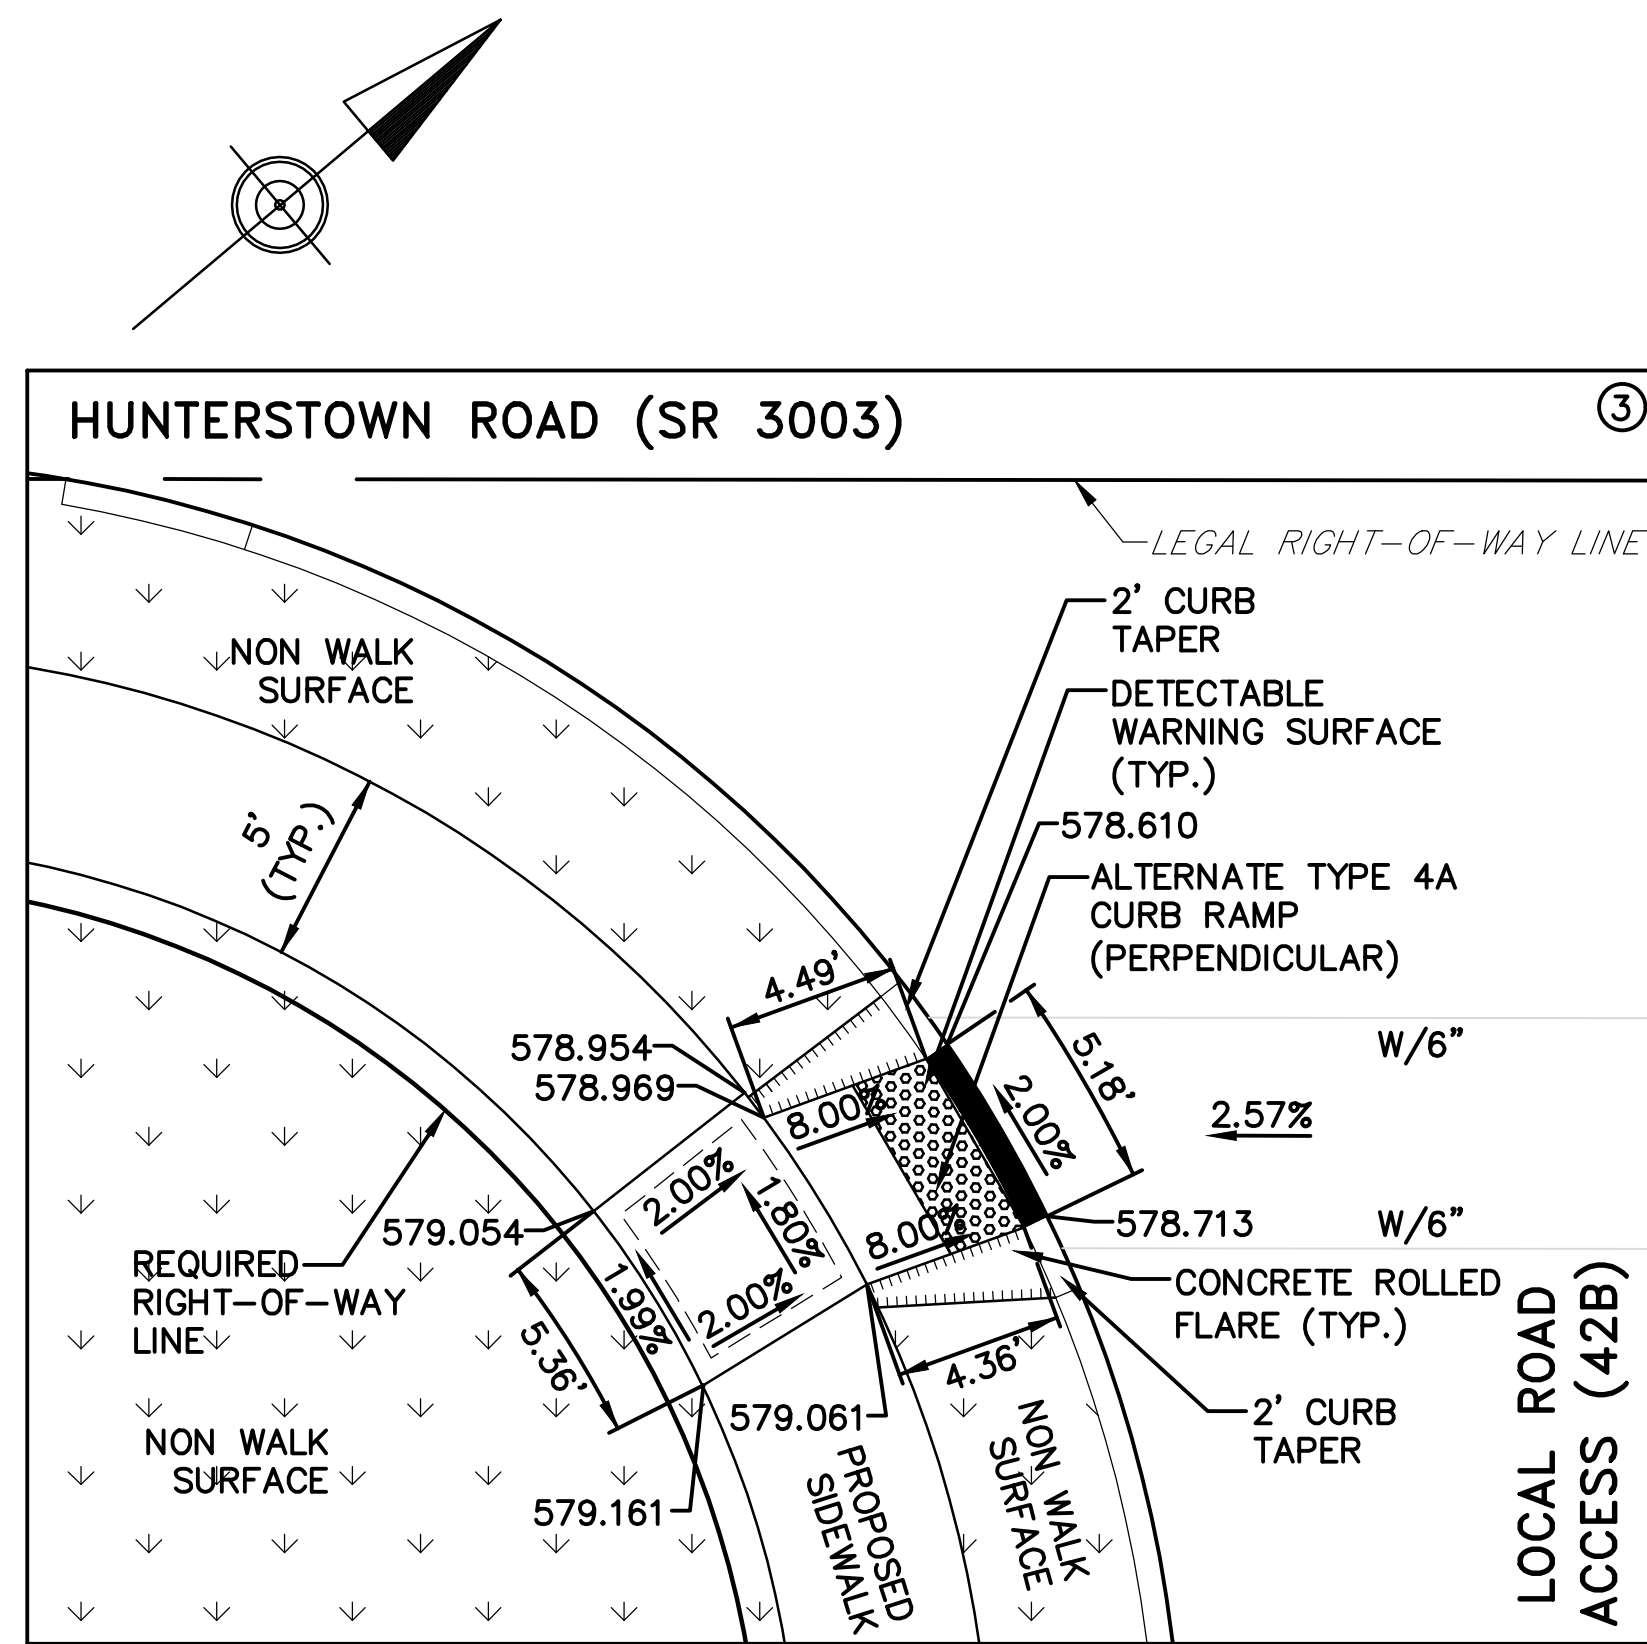 HUNTERSTOWN ROAD (SR 3003)
3
LEGAL RIGHT-OF-WAY LINE
2' CURB
TAPER
DETECTABLE
WARNING SURFACE
(TYP.)
578.610
ALTERNATE TYPE 4A
CURB RAMP
(PERPENDICULAR)
NON WALK
SURFACE
5'
(TYP.)
4.49'
578.954
578.969
8.00%
2.00%
5.18'
W/6"
2.57%
578.713
W/6"
2.00%
1.80%
8.00%
579.054
REQUIRED
RIGHT-OF-WAY
LINE
1.99%
2.00%
5.36'
CONCRETE ROLLED
FLARE (TYP.)
4.36'
579.061
2' CURB
TAPER
NON WALK
SURFACE
579.161
PROPOSED
SIDEWALK
NON WALK
SURFACE
LOCAL ROAD
ACCESS (42B)